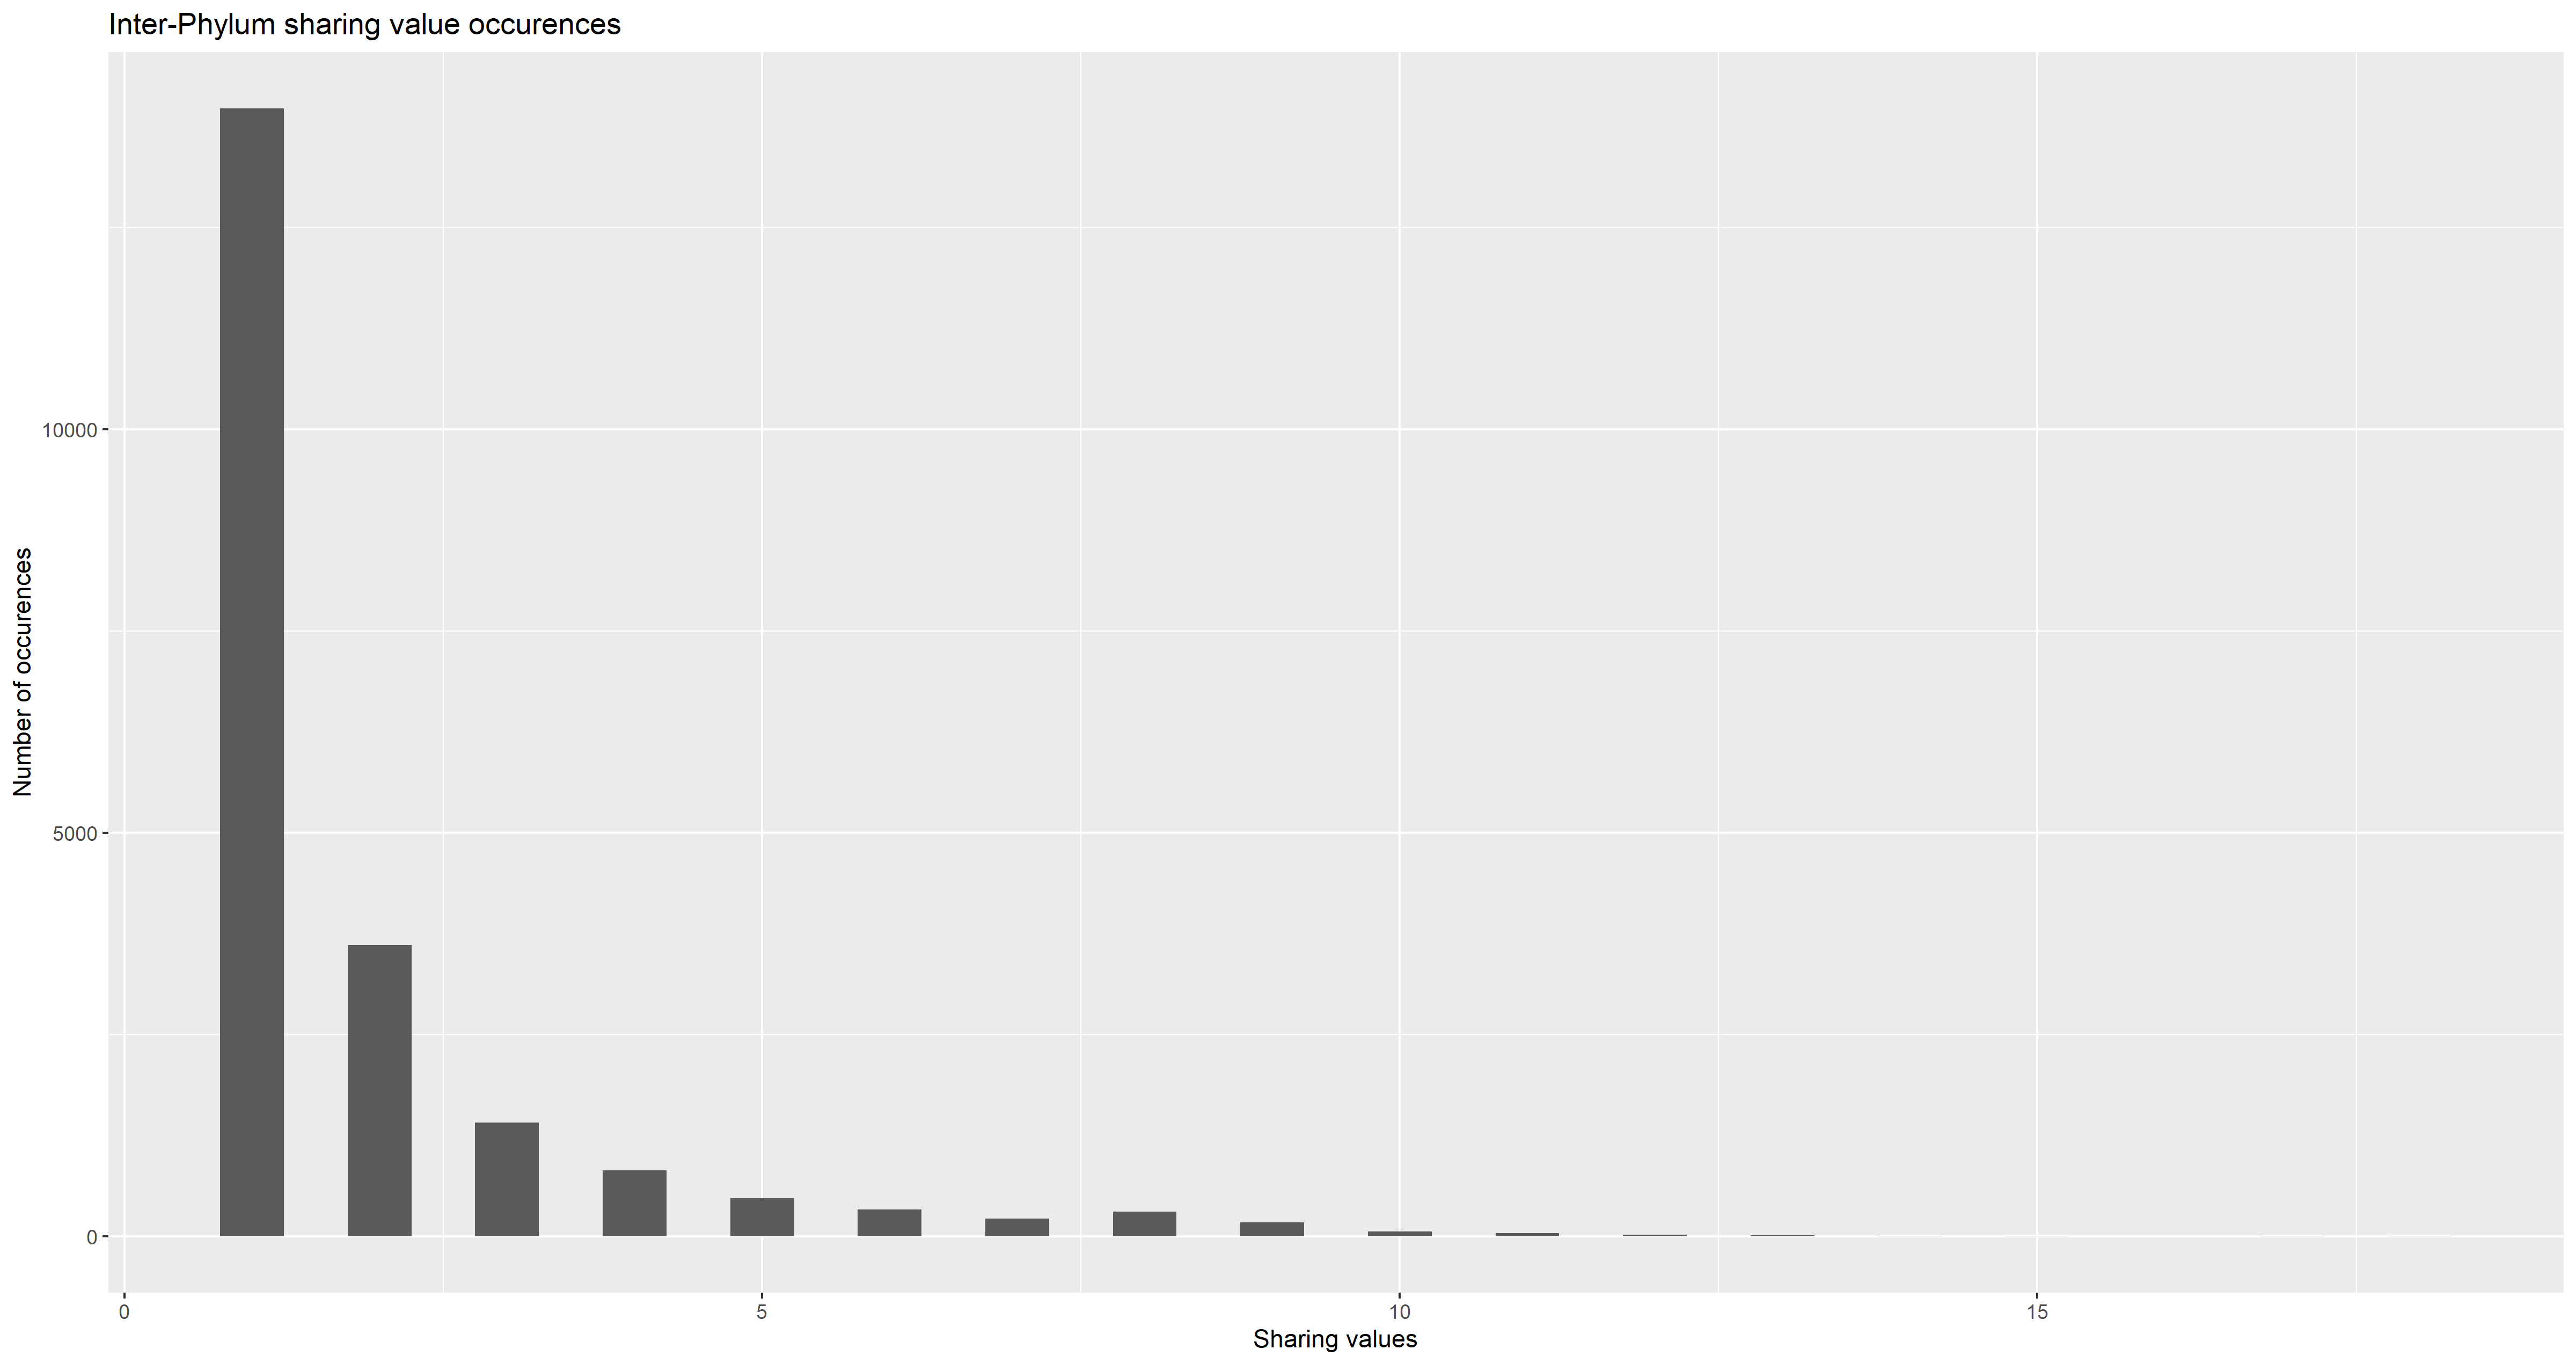 Inter-Phylum sharing value occurences
Number of occurences
10000
5000
0
0
5
10
15
Sharing values